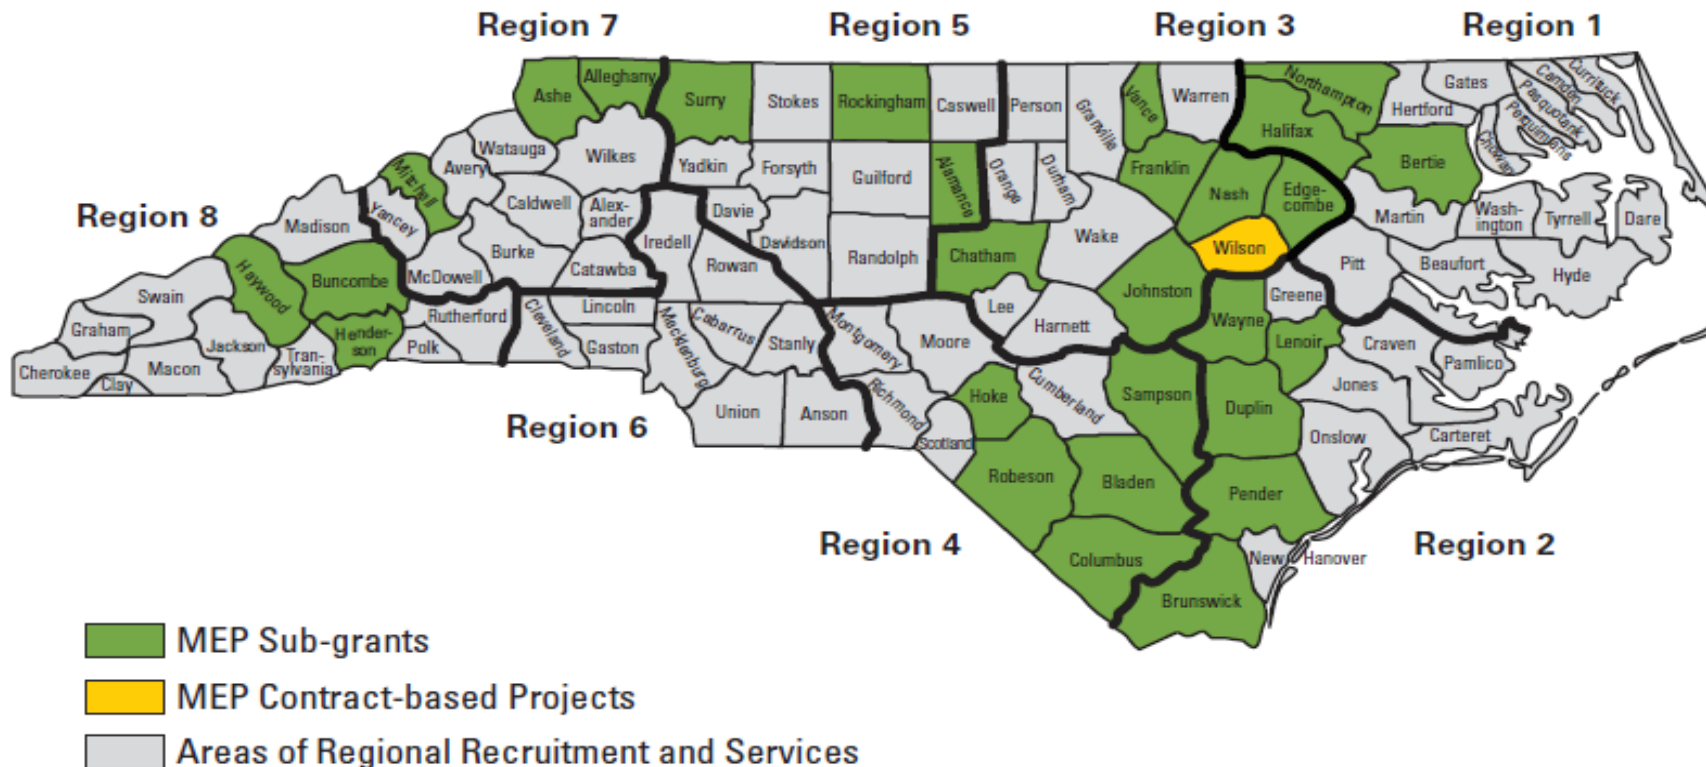 Region 7
Region 5
Region 3
Region 1
Ashe
Alleghany
Surry
Stokes
Rockingham
Caswell
Person
Granville
Vance
Warren
Northampton
Hertford
Gates
Camden
Currituck
Pasquotank
Perquimans
Chowan
Halifax
Bertie
Watauga
Wilkes
Yadkin
Forsyth
Guilford
Alamance
Orange
Durham
Franklin
Nash
Edge-
combe
Martin
Wash-
ington
Tyrrell
Dare
Mitchell
Avery
Caldwell
Alex-
ander
Davie
Iredell
Davidson
Randolph
Chatham
Wake
Wilson
Pitt
Beaufort
Hyde
Region 8
Madison
Yancey
Burke
McDowell
Catawba
Rowan
Haywood
Buncombe
Swain
Graham
Cherokee
Clay
Macon
Jackson
Tran-
sylvania
Hender-
son
Polk
Rutherford
Cleveland
Lincoln
Gaston
Mecklenburg
Cabarrus
Stanly
Montgomery
Moore
Lee
Harnett
Johnston
Wayne
Greene
Lenoir
Craven
Pamlico
Jones
Union
Anson
Richmond
Scotland
Hoke
Cumberland
Sampson
Duplin
Onslow
Carteret
Region 6
Robeson
Bladen
Pender
Region 4
Columbus
Brunswick
New Hanover
Region 2
MEP Sub-grants
MEP Contract-based Projects
Areas of Regional Recruitment and Services